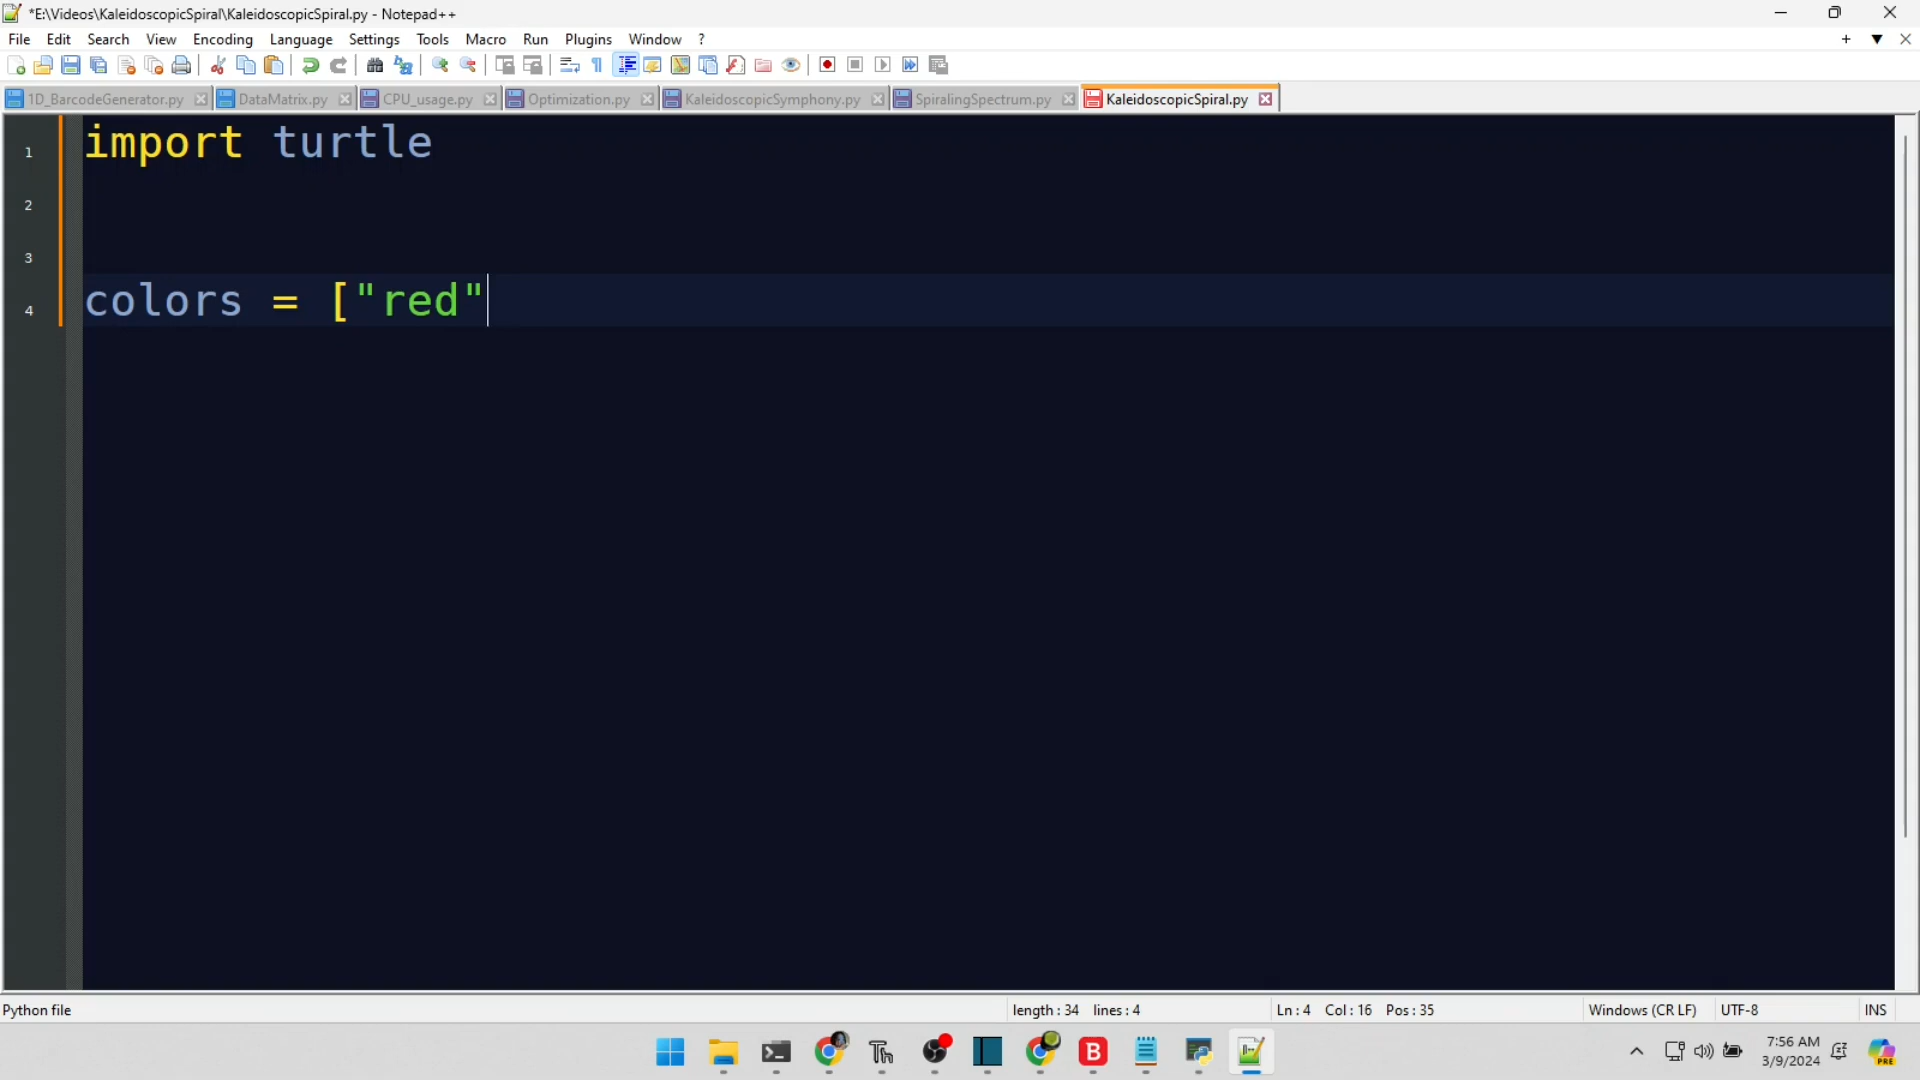 *E:\Videos\KaleidoscopicSpiral\KaleidoscopicSpiral.py - Notepad++
File Edit Search View Encoding Language Settings Tools Macro Run Plugins Window ?
1D_BarcodeGenerator.py DataMatrix.py CPU_usage.py Optimization.py KaleidoscopicSymphony.py SpiralingSpectrum.py KaleidoscopicSpiral.py
1 import turtle
2
3
4 colors = ["red"
Python file length : 34 lines : 4 Ln : 4 Col : 16 Pos : 35 Windows (CR LF) UTF-8 INS
7:56 AM
3/9/2024
Th
B
PRE